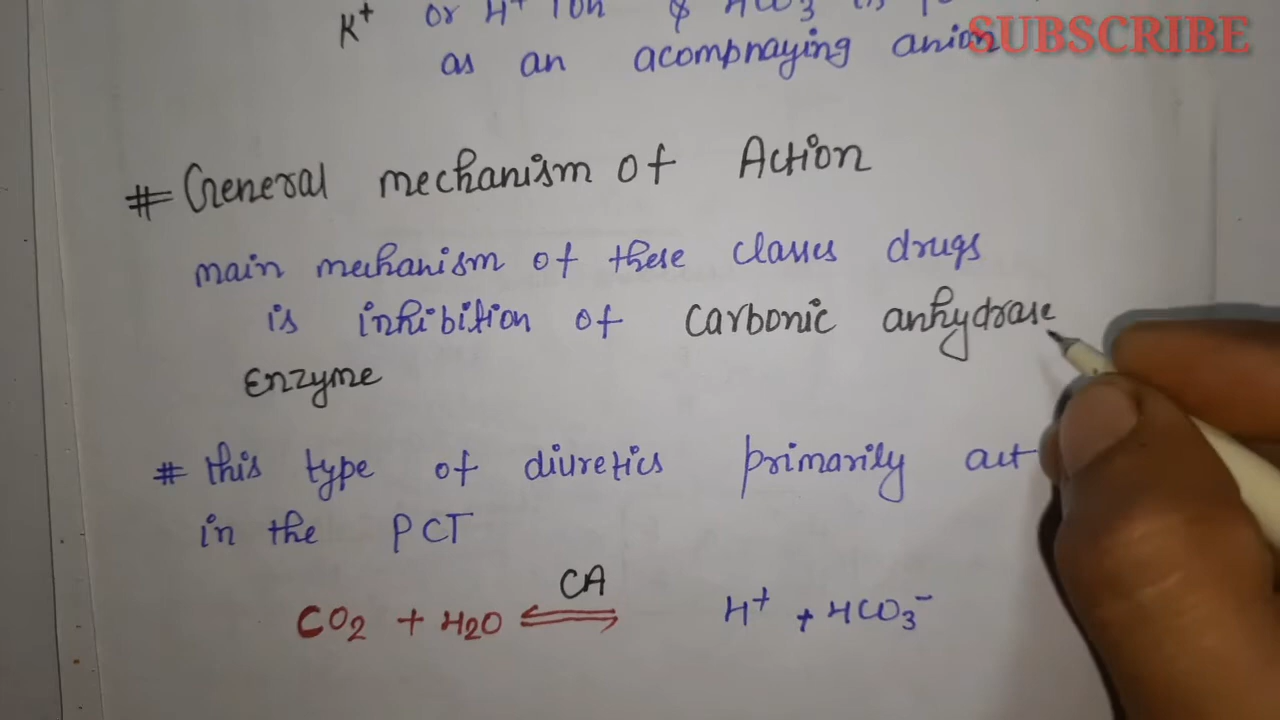 K+ or H+ ion & HCO3
SUBSCRIBE
as an acompnaying anion
# General mechanism of Action
main mechanism of these classes drugs
is inhibition of carbonic anhydrase
Enzyme
# this type of diuretics primarily act
in the PCT
CA
CO2 + H2O ⇌ H+ + HCO3-